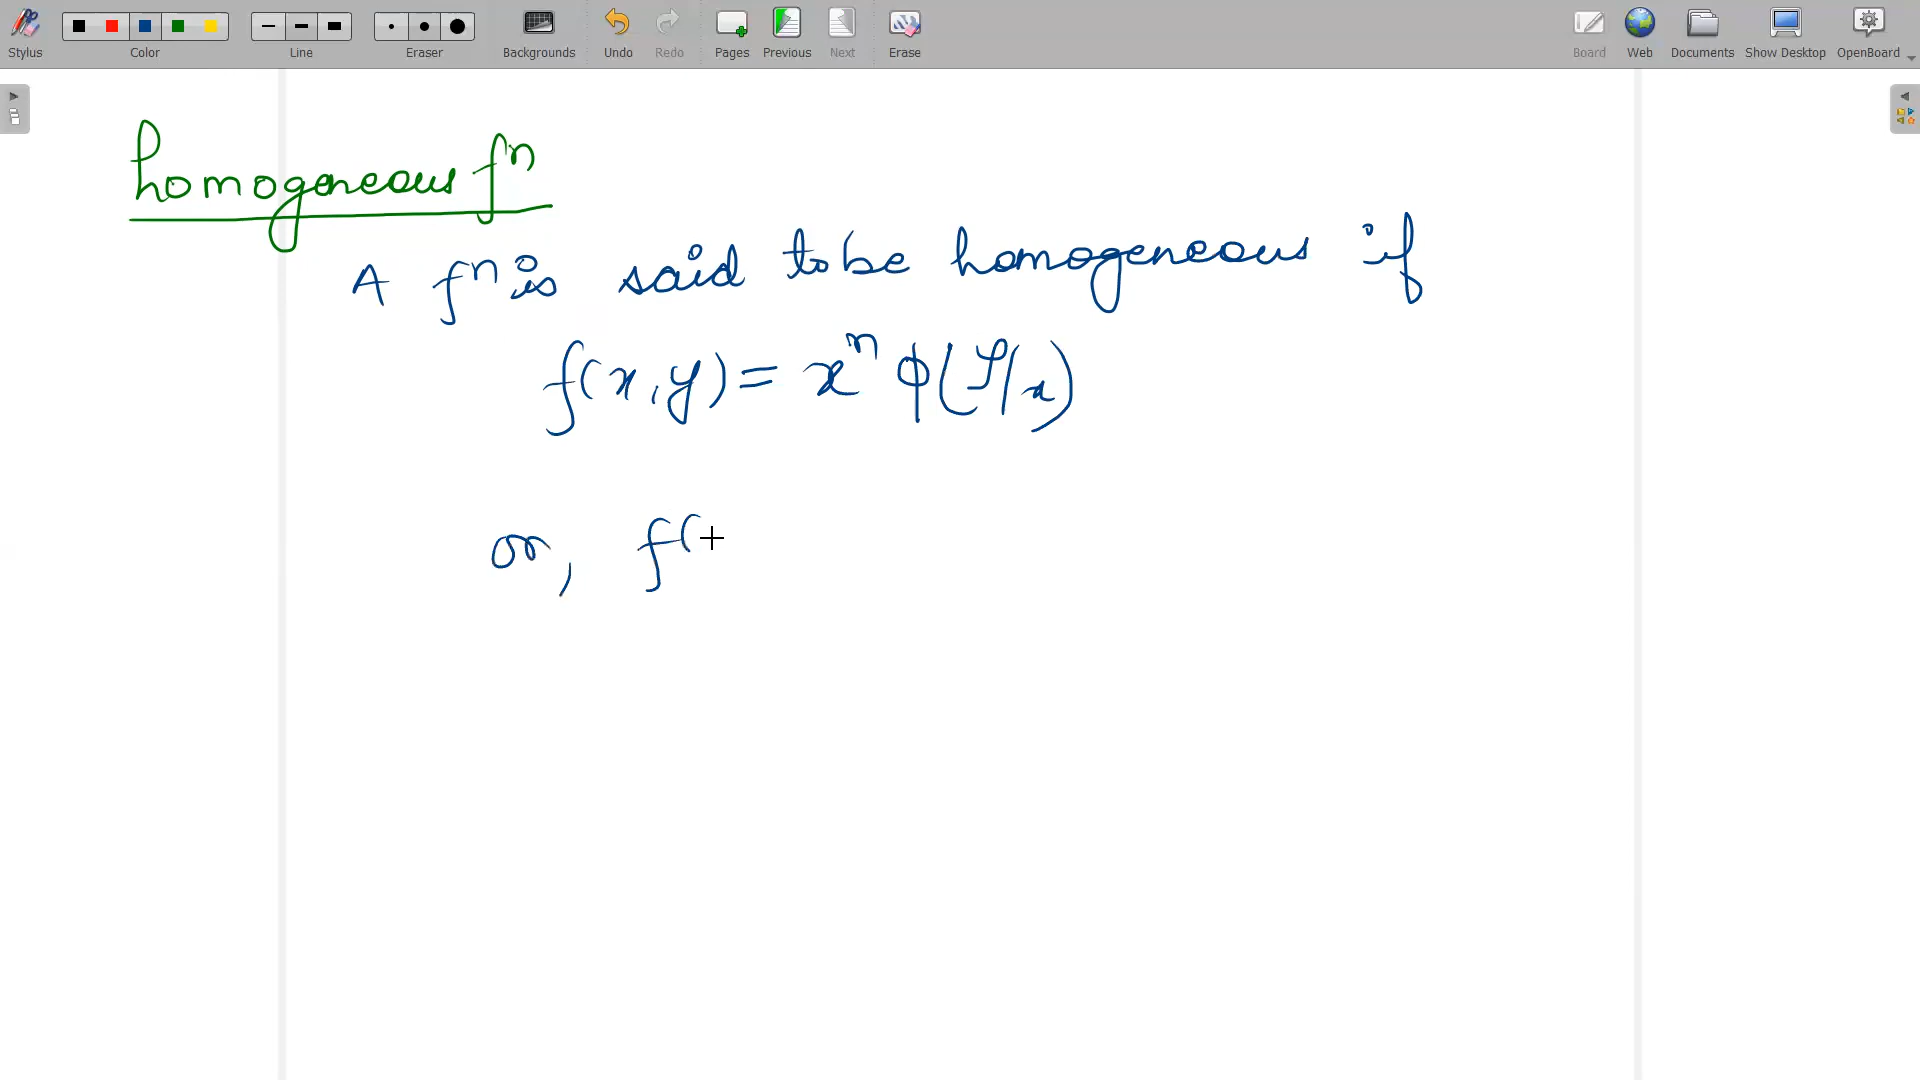 Stylus Color Line Eraser Backgrounds Undo Redo Pages Previous Next Erase Board Web Documents Show Desktop OpenBoard
homogeneous fⁿ
A fⁿ is said to be homogeneous if
f(x,y) = xⁿ ϕ(y/x)
or, f(